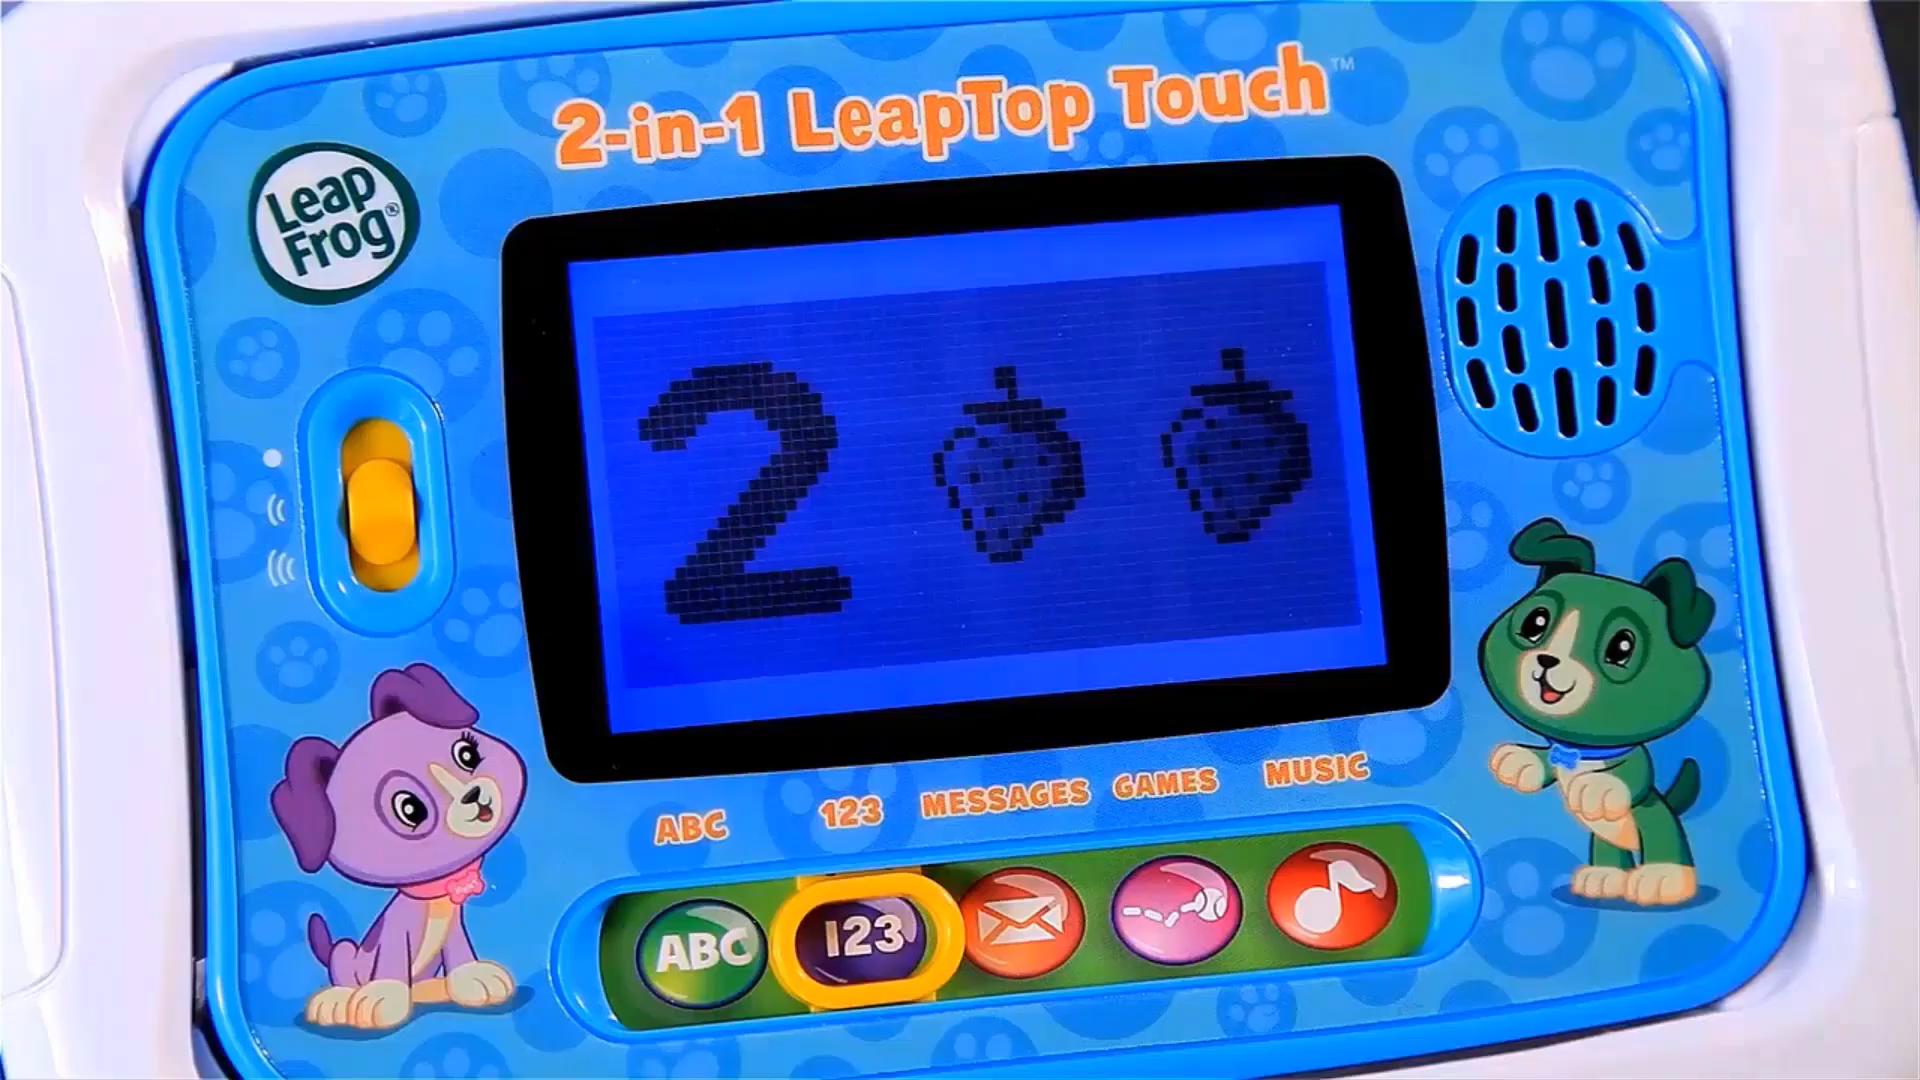 2-in-1 LeapTop Touch™
Leap
Frog®
2
ABC 123 MESSAGES GAMES MUSIC
ABC 123